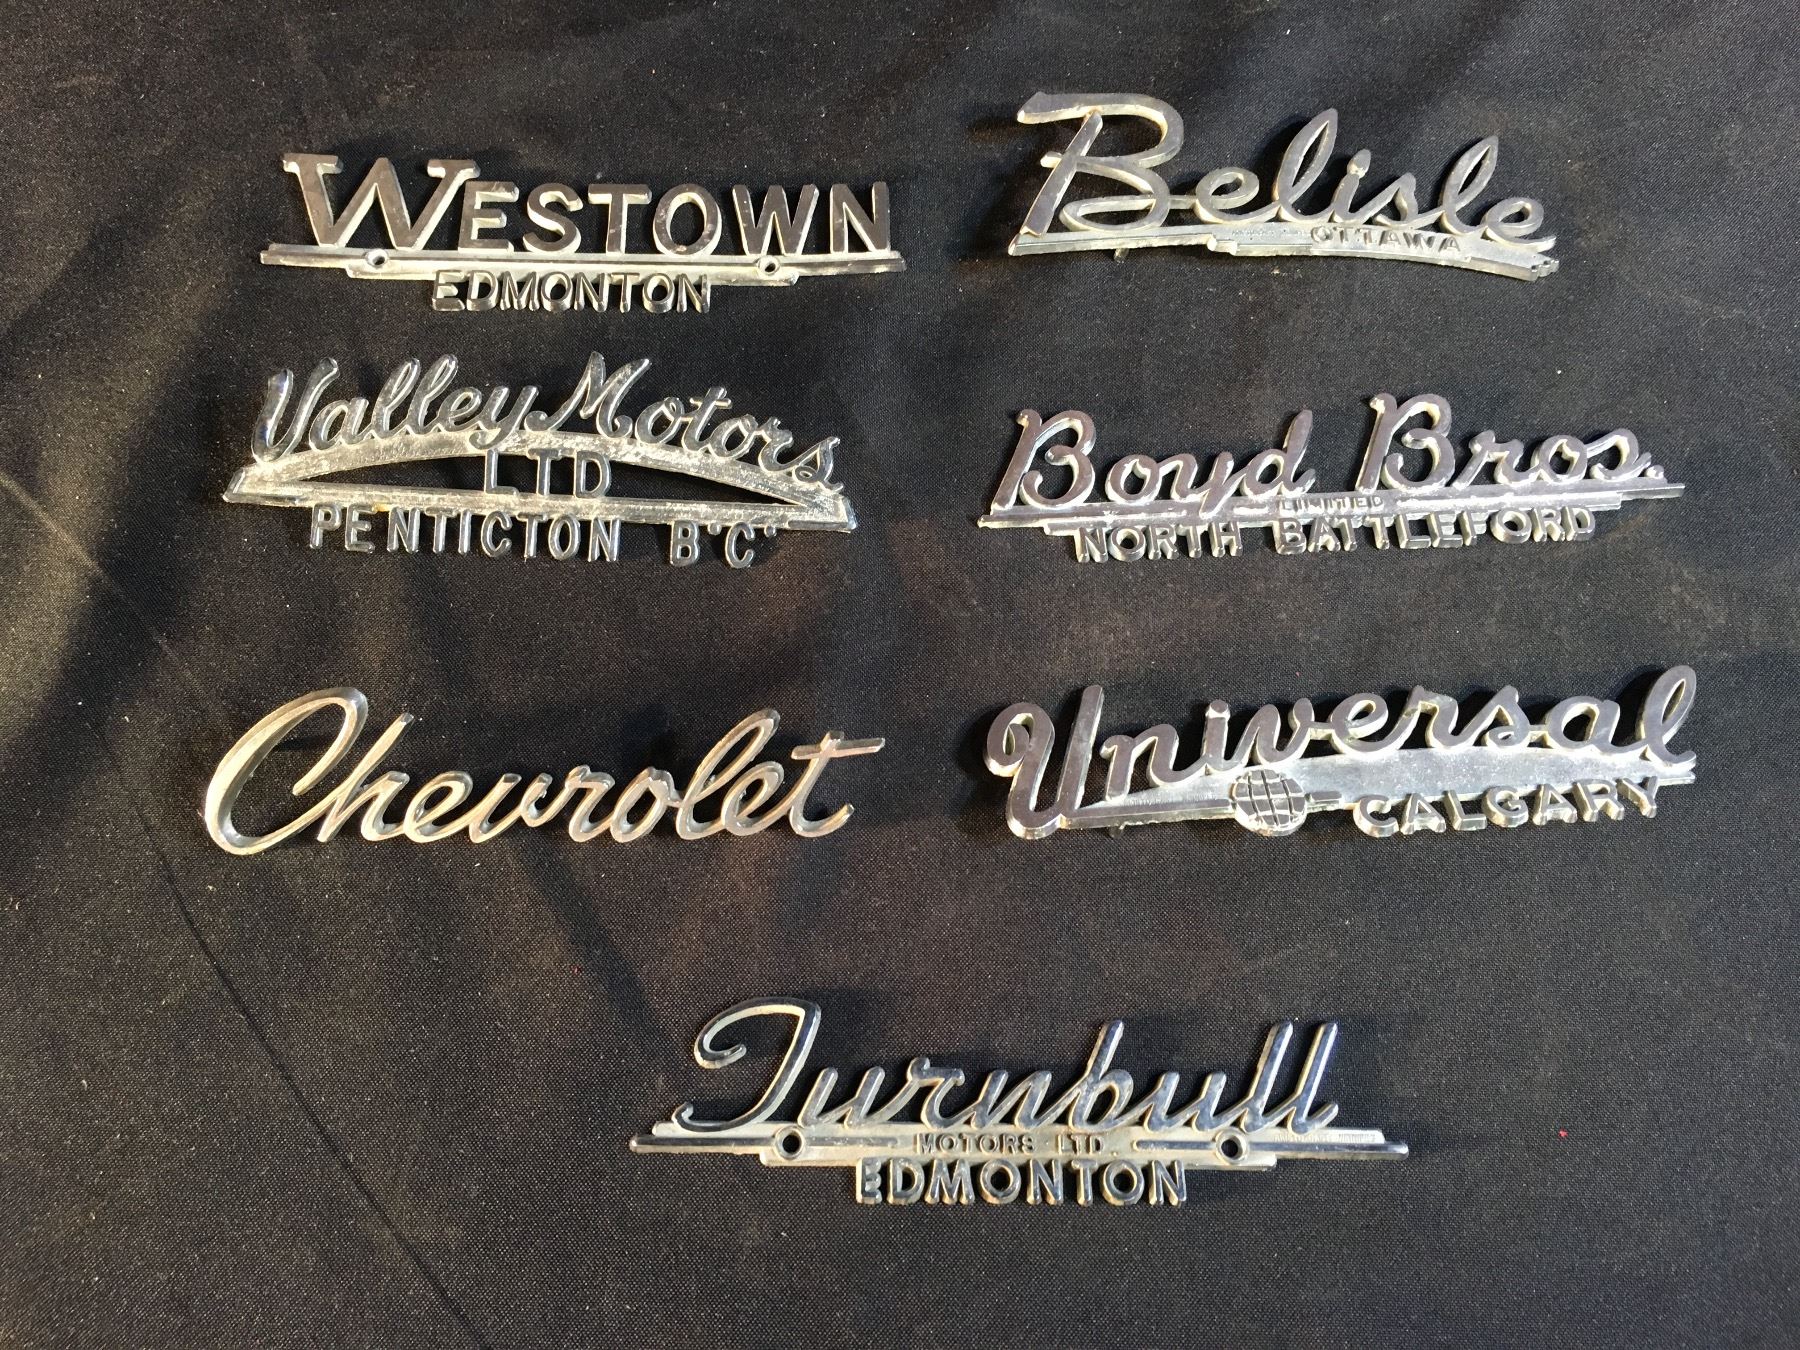 WESTOWN
EDMONTON
Belisle
OTTAWA
Valley Motors
LTD
PENTICTON B'C'
Boyd Bros.
LIMITED
NORTH BATTLEFORD
Chevrolet
Universal
CALGARY
Turnbull
MOTORS LTD.
EDMONTON